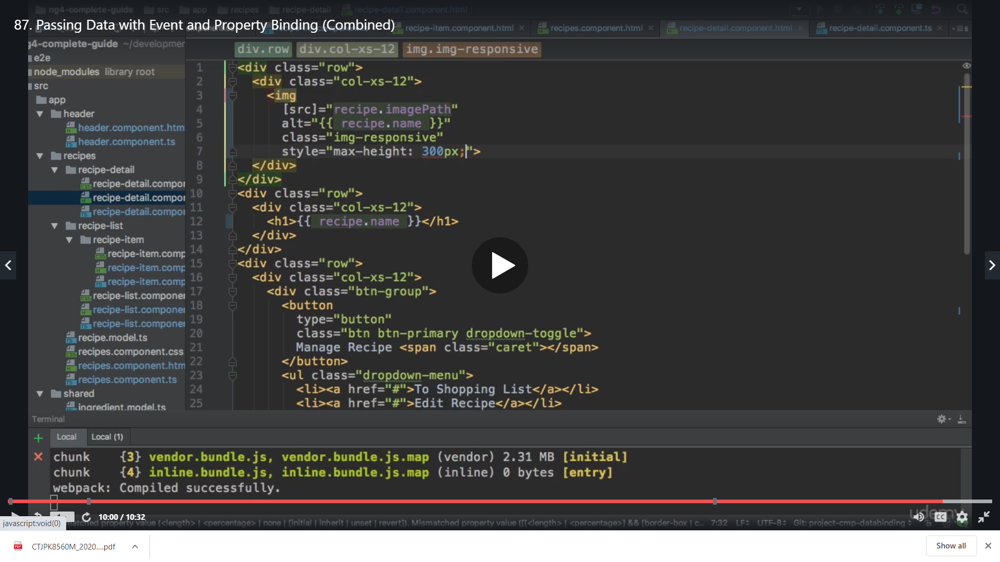 ng4-complete-guide src app recipes recipe-detail recipe-detail.component.html
87. Passing Data with Event and Property Binding (Combined)
recipe-item.component.html × recipes.component.html × recipe-detail.component.html × recipe-detail.component.ts × 5
g4-complete-guide ~/developmen
e2e
node_modules library root
src
app
header
header.component.htm
header.component.ts
recipes
recipe-detail
recipe-detail.compor
recipe-detail.compor
recipe-detail.compor
recipe-list
recipe-item
recipe-item.comp
recipe-item.comp
recipe-item.comp
recipe-list.componer
recipe-list.componer
recipe-list.componer
recipe.model.ts
recipes.component.css
recipes.component.htm
recipes.component.ts
shared
ingredient.model.ts
div.row div.col-xs-12 img.img-responsive
1 <div class="row">
2 <div class="col-xs-12">
3 <img
4 [src]="recipe.imagePath"
5 alt="{{ recipe.name }}"
6 class="img-responsive"
7 style="max-height: 300px;">
8 </div>
9 </div>
10 <div class="row">
11 <div class="col-xs-12">
12 <h1>{{ recipe.name }}</h1>
13 </div>
14 </div>
15 <div class="row">
16 <div class="col-xs-12">
17 <div class="btn-group">
18 <button
19 type="button"
20 class="btn btn-primary dropdown-toggle">
21 Manage Recipe <span class="caret"></span>
22 </button>
23 <ul class="dropdown-menu">
24 <li><a href="#">To Shopping List</a></li>
25 <li><a href="#">Edit Recipe</a></li>
Terminal
Local Local (1)
chunk {3} vendor.bundle.js, vendor.bundle.js.map (vendor) 2.31 MB [initial]
chunk {4} inline.bundle.js, inline.bundle.js.map (inline) 0 bytes [entry]
webpack: Compiled successfully.
udemy
10:00 / 10:32
CC
javascript:void(0)
matched property value (<length> | <percentage> | none | [initial | inherit | unset | revert]). Mismatched property value ([[<length> | <percentage>] && [border-box | c... 7:32 LF÷ UTF-8÷ Git: project-cmp-databinding
CTJPK8560M_2020....pdf
Show all